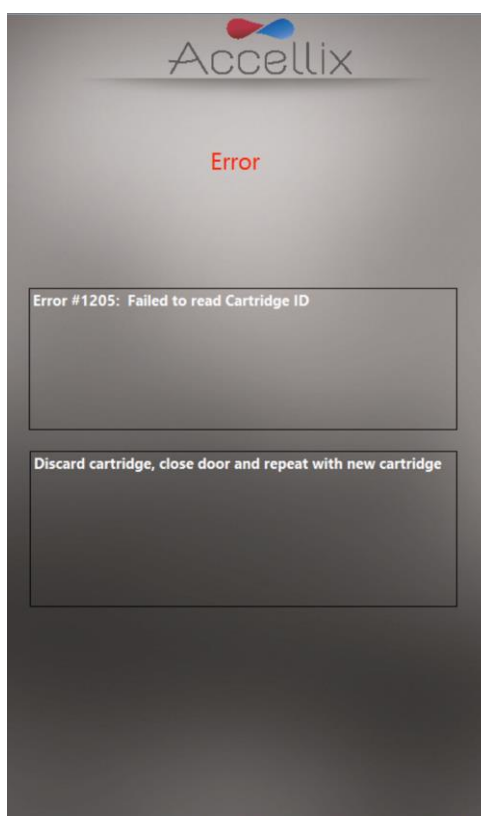 Accellix
Error
Error #1205:  Failed to read Cartridge ID
Discard cartridge, close door and repeat with new cartridge